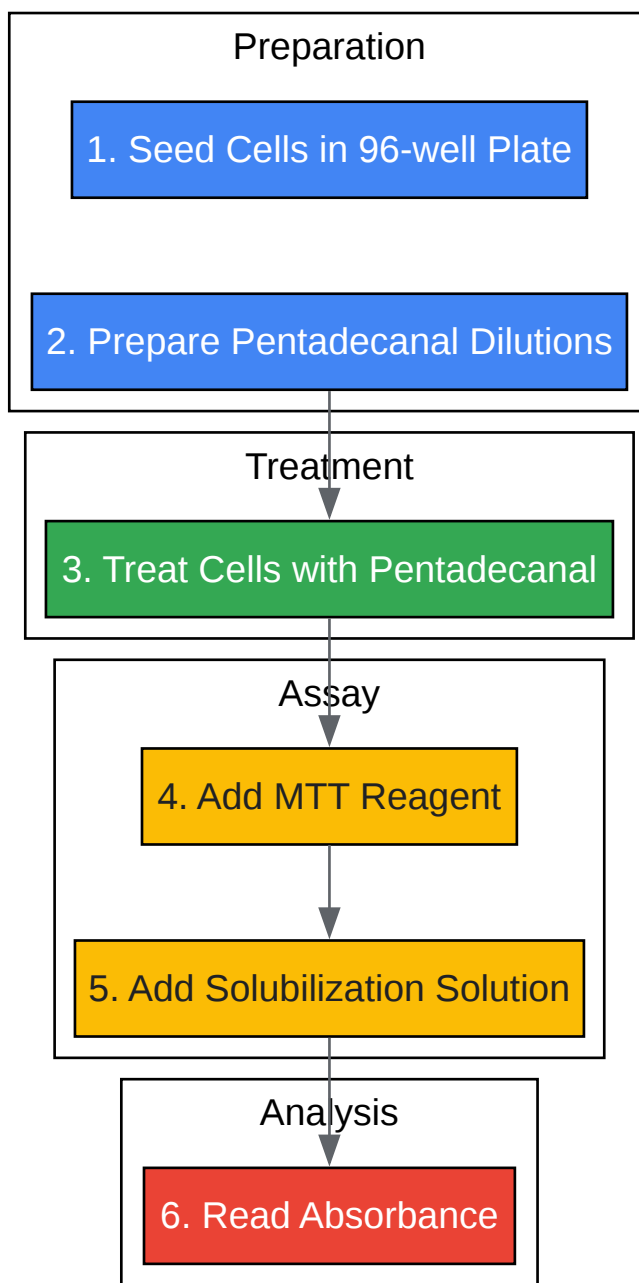 Preparation
1. Seed Cells in 96-well Plate
2. Prepare Pentadecanal Dilutions
Treatment
3. Treat Cells with Pentadecanal
Assay
4. Add MTT Reagent
5. Add Solubilization Solution
Analysis
6. Read Absorbance